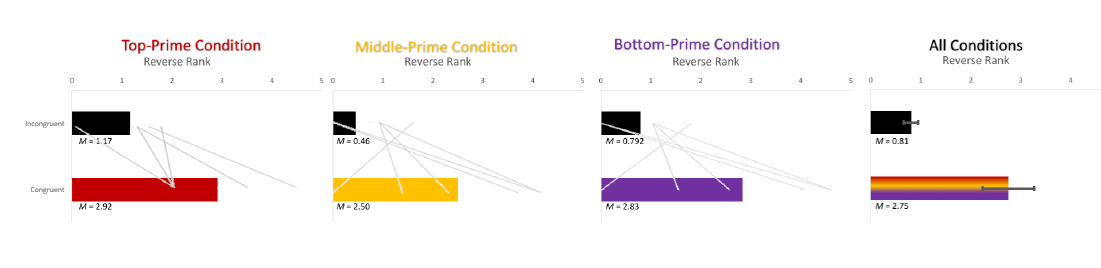 Top-Prime Condition
Reverse Rank
0 1 2 3 4 5
Incongruent
M = 1.17
Congruent
M = 2.92
Middle-Prime Condition
Reverse Rank
0 1 2 3 4 5
M = 0.46
M = 2.50
Bottom-Prime Condition
Reverse Rank
0 1 2 3 4 5
M = 0.792
M = 2.83
All Conditions
Reverse Rank
0 1 2 3 4
M = 0.81
M = 2.75